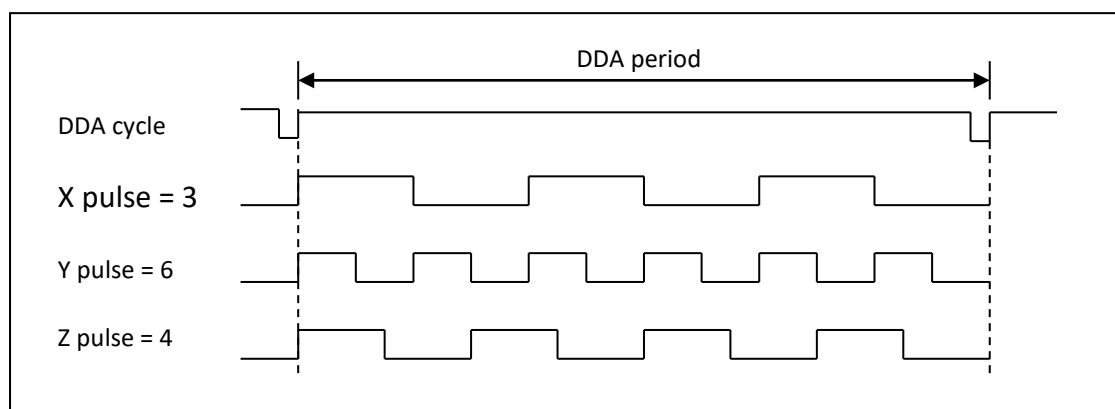 DDA period
DDA cycle
X pulse = 3
Y pulse = 6
Z pulse = 4